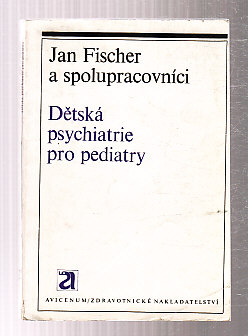 Jan Fischer
a spolupracovníci
Dětská
psychiatrie
pro pediatry
a
AVICENUM/ZDRAVOTNICKÉ NAKLADATELSTVÍ